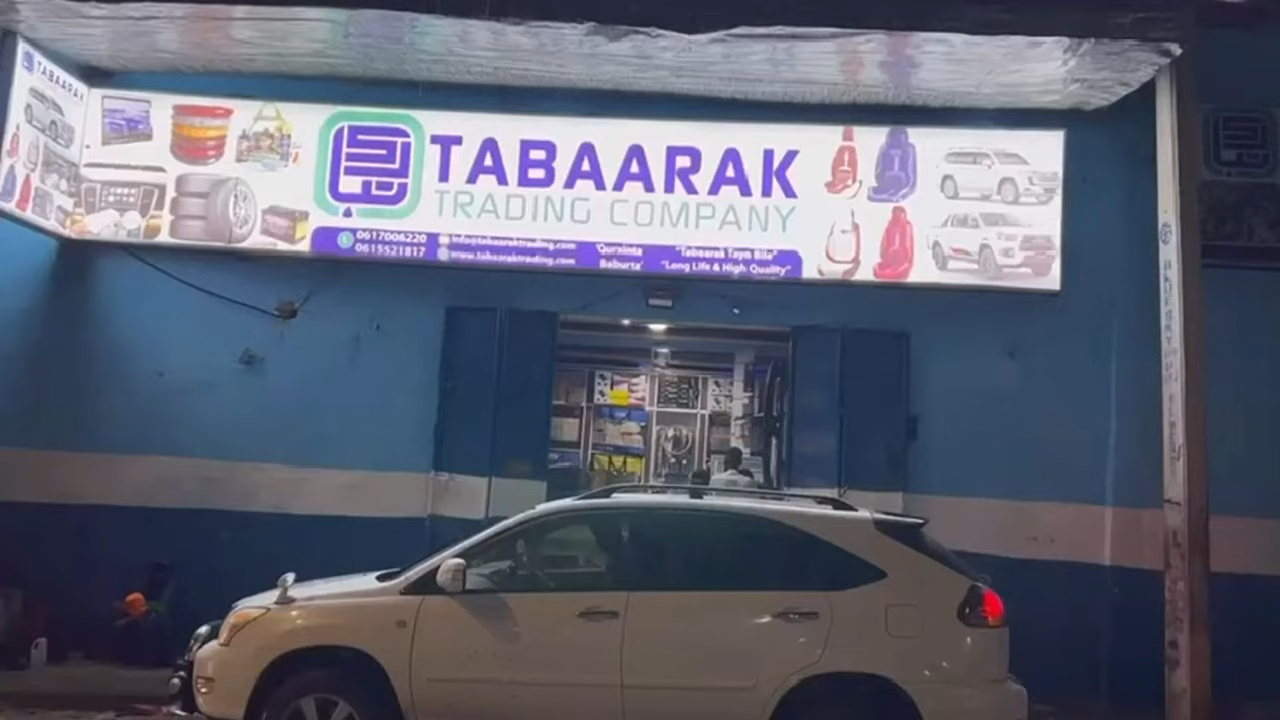 TABAARAK
TABAARAK
TRADING COMPANY
0617006220
0615521817
info@tabaaraktrading.com
www.tabaaraktrading.com
'Qurxinta
Baburta'
"Tabaarak Taym Bila"
"Long Life & High Quality"